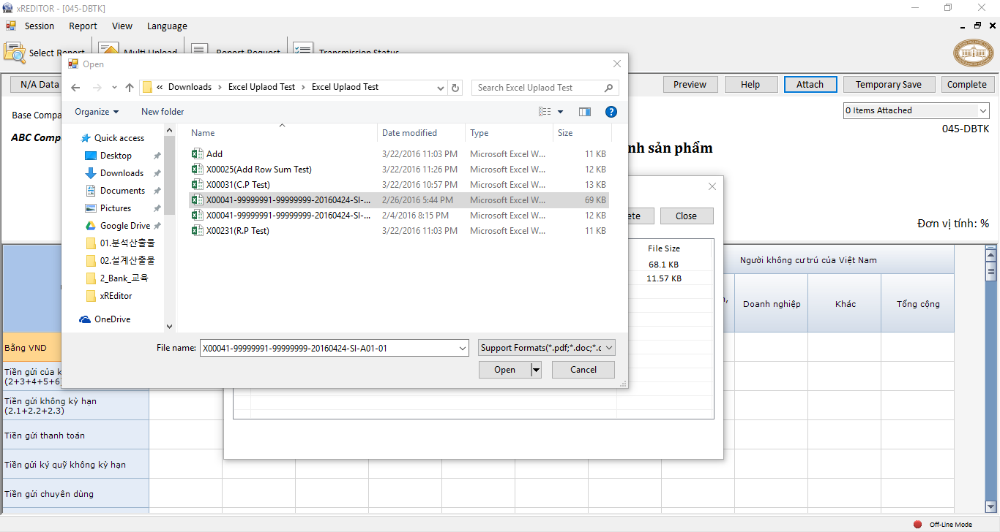 xREDITOR - [045-DBTK]
Session Report View Language
Select Report Multi Upload Report Request Transmission Status
Open
« Downloads › Excel Uplaod Test › Excel Uplaod Test
Search Excel Uplaod Test
Organize New folder
Quick access
Desktop
Downloads
Documents
Pictures
Google Drive
01.분석산출물
02.설계산출물
2_Bank_교육
xREditor
OneDrive
Name Date modified Type Size
Add 3/22/2016 11:03 PM Microsoft Excel W... 11 KB
X00025(Add Row Sum Test) 3/22/2016 11:26 PM Microsoft Excel W... 12 KB
X00031(C.P Test) 3/22/2016 10:57 PM Microsoft Excel W... 13 KB
X00041-99999991-99999999-20160424-SI-... 2/26/2016 5:44 PM Microsoft Excel W... 69 KB
X00041-99999991-99999999-20160424-SI-... 2/4/2016 8:15 PM Microsoft Excel W... 12 KB
X00231(R.P Test) 3/22/2016 11:03 PM Microsoft Excel W... 11 KB
File name: X00041-99999991-99999999-20160424-SI-A01-01
Support Formats(*.pdf;*.doc;*.c
Open Cancel
N/A Data Preview Help Attach Temporary Save Complete
Base Compa
0 Items Attached
ABC Comp
045-DBTK
nh sản phẩm
ete Close
Đơn vị tính: %
File Size
68.1 KB
11.57 KB
Người không cư trú của Việt Nam
Doanh nghiệp Khác Tổng cộng
Bằng VND
Tiền gửi của k
(2+3+4+5+6
Tiền gửi không kỳ hạn
(2.1+2.2+2.3)
Tiền gửi thanh toán
Tiền gửi ký quỹ không kỳ hạn
Tiền gửi chuyên dùng
Off-Line Mode